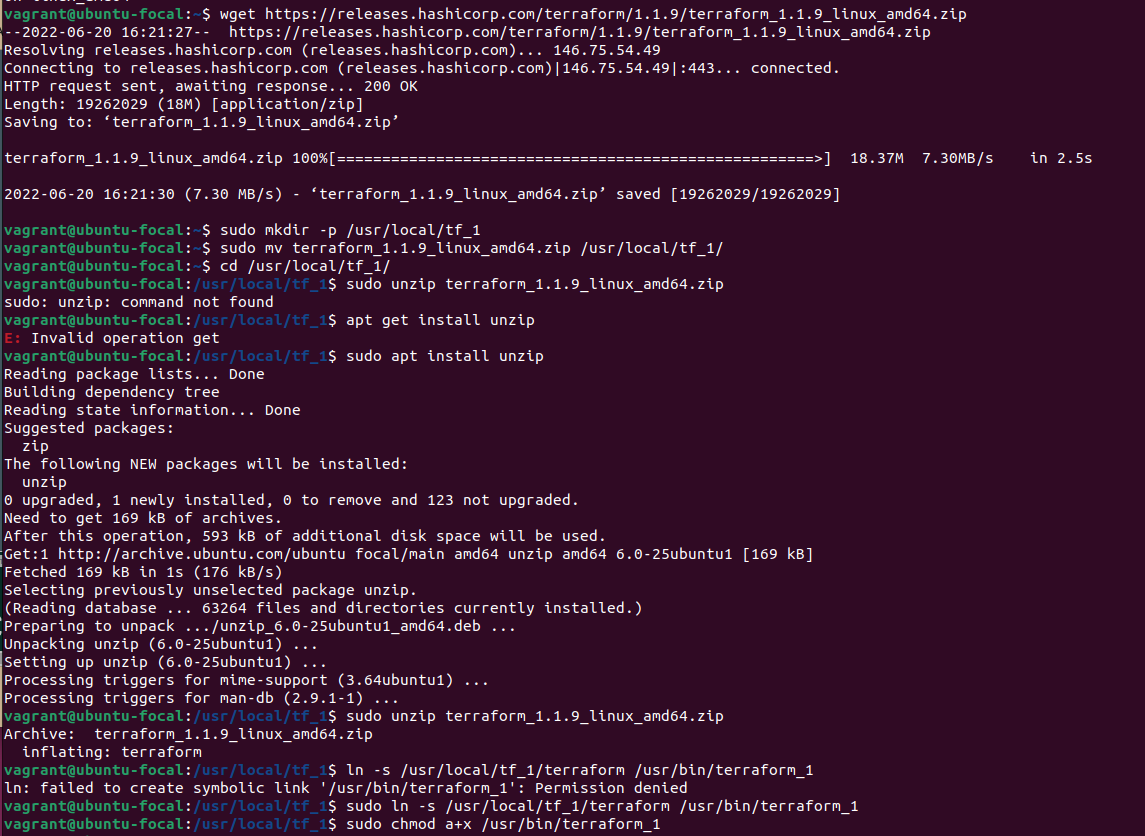 vagrant@ubuntu-focal:~$ wget https://releases.hashicorp.com/terraform/1.1.9/terraform_1.1.9_linux_amd64.zip
--2022-06-20 16:21:27--  https://releases.hashicorp.com/terraform/1.1.9/terraform_1.1.9_linux_amd64.zip
Resolving releases.hashicorp.com (releases.hashicorp.com)... 146.75.54.49
Connecting to releases.hashicorp.com (releases.hashicorp.com)|146.75.54.49|:443... connected.
HTTP request sent, awaiting response... 200 OK
Length: 19262029 (18M) [application/zip]
Saving to: ‘terraform_1.1.9_linux_amd64.zip’
terraform_1.1.9_linux_amd64.zip 100%[=====================================================>]  18.37M  7.30MB/s    in 2.5s
2022-06-20 16:21:30 (7.30 MB/s) - ‘terraform_1.1.9_linux_amd64.zip’ saved [19262029/19262029]
vagrant@ubuntu-focal:~$ sudo mkdir -p /usr/local/tf_1
vagrant@ubuntu-focal:~$ sudo mv terraform_1.1.9_linux_amd64.zip /usr/local/tf_1/
vagrant@ubuntu-focal:~$ cd /usr/local/tf_1/
vagrant@ubuntu-focal:/usr/local/tf_1$ sudo unzip terraform_1.1.9_linux_amd64.zip
sudo: unzip: command not found
vagrant@ubuntu-focal:/usr/local/tf_1$ apt get install unzip
E: Invalid operation get
vagrant@ubuntu-focal:/usr/local/tf_1$ sudo apt install unzip
Reading package lists... Done
Building dependency tree
Reading state information... Done
Suggested packages:
  zip
The following NEW packages will be installed:
  unzip
0 upgraded, 1 newly installed, 0 to remove and 123 not upgraded.
Need to get 169 kB of archives.
After this operation, 593 kB of additional disk space will be used.
Get:1 http://archive.ubuntu.com/ubuntu focal/main amd64 unzip amd64 6.0-25ubuntu1 [169 kB]
Fetched 169 kB in 1s (176 kB/s)
Selecting previously unselected package unzip.
(Reading database ... 63264 files and directories currently installed.)
Preparing to unpack .../unzip_6.0-25ubuntu1_amd64.deb ...
Unpacking unzip (6.0-25ubuntu1) ...
Setting up unzip (6.0-25ubuntu1) ...
Processing triggers for mime-support (3.64ubuntu1) ...
Processing triggers for man-db (2.9.1-1) ...
vagrant@ubuntu-focal:/usr/local/tf_1$ sudo unzip terraform_1.1.9_linux_amd64.zip
Archive:  terraform_1.1.9_linux_amd64.zip
  inflating: terraform
vagrant@ubuntu-focal:/usr/local/tf_1$ ln -s /usr/local/tf_1/terraform /usr/bin/terraform_1
ln: failed to create symbolic link '/usr/bin/terraform_1': Permission denied
vagrant@ubuntu-focal:/usr/local/tf_1$ sudo ln -s /usr/local/tf_1/terraform /usr/bin/terraform_1
vagrant@ubuntu-focal:/usr/local/tf_1$ sudo chmod a+x /usr/bin/terraform_1